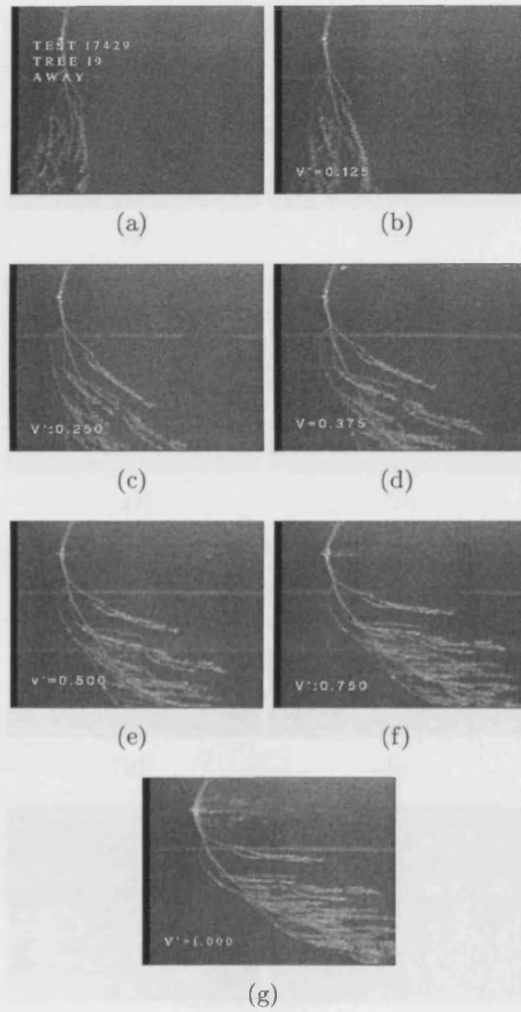 TEST 17429
TREE 19
AWAY
V'=0.125
(a)
(b)
V':0.250
V=0.375
(c)
(d)
v'=0.500
V':0.750
(e)
(f)
V'=1.000
(g)